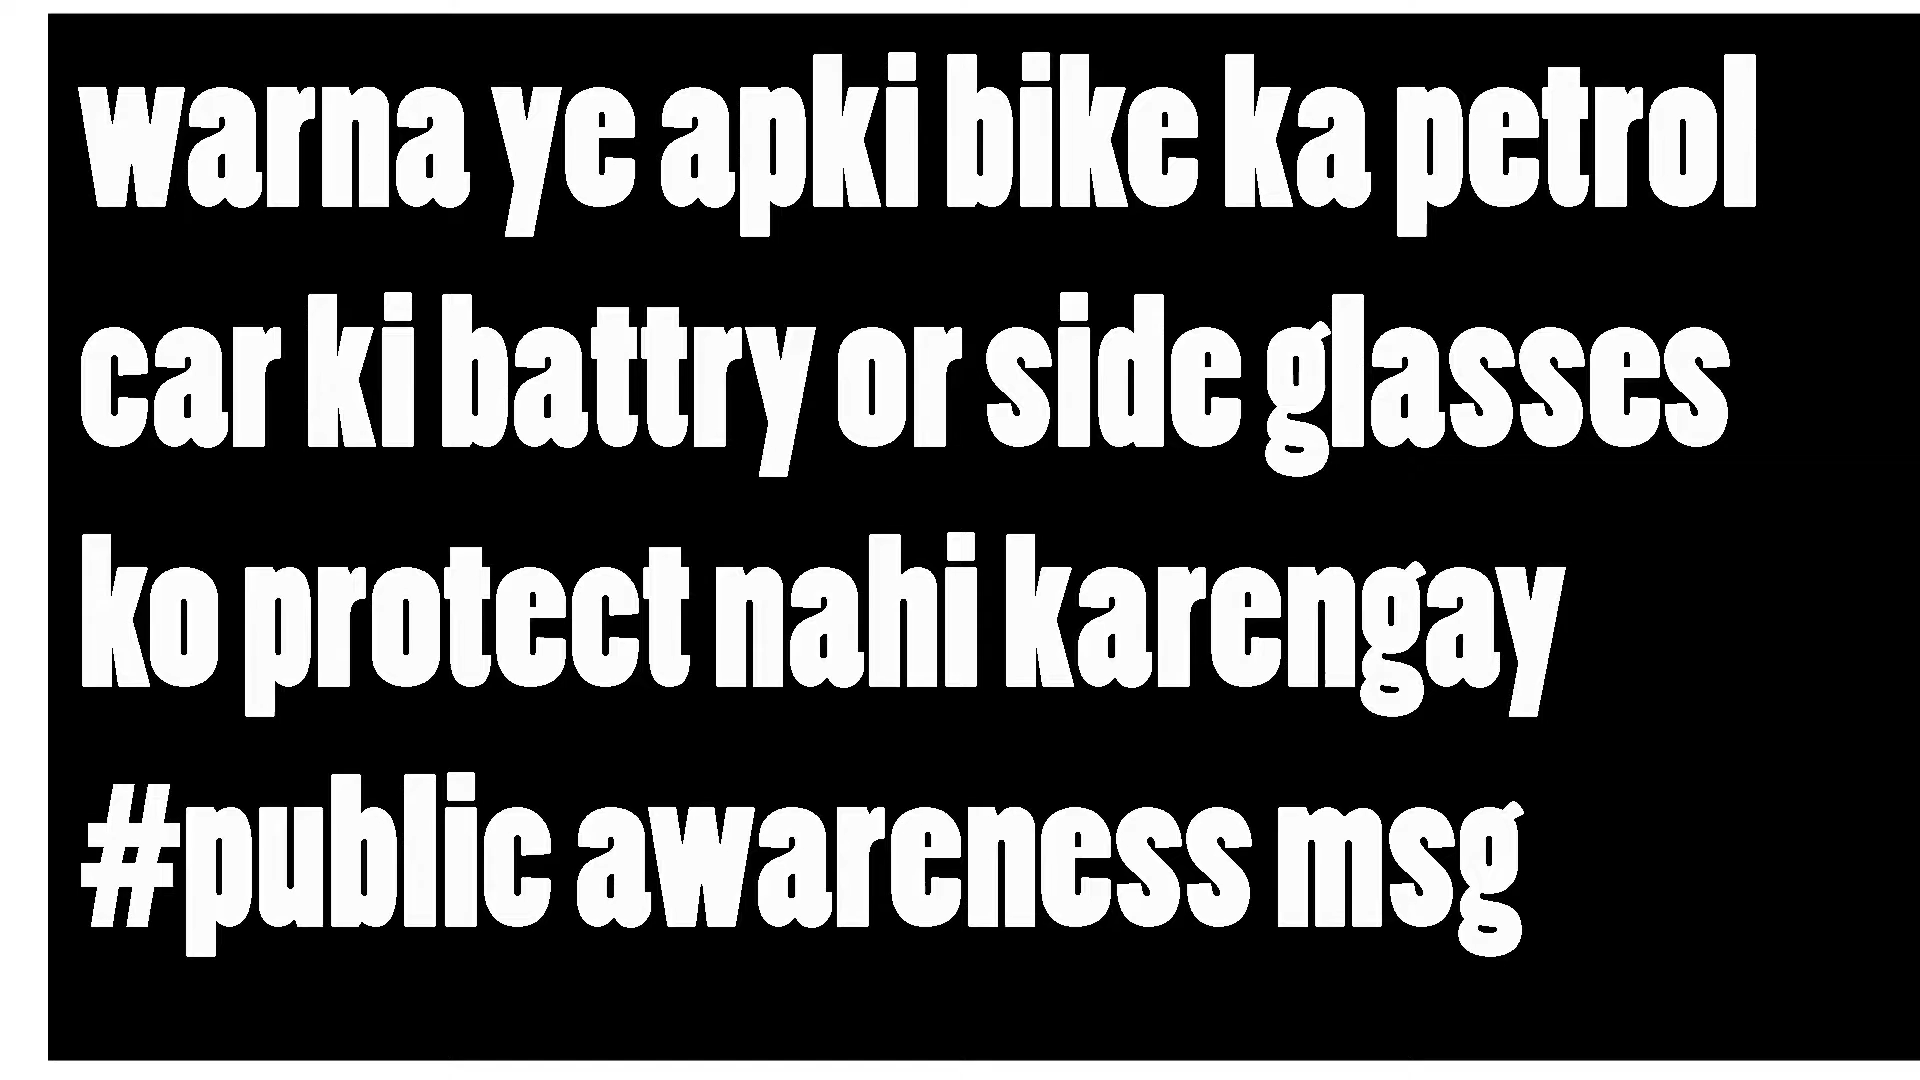 warna ye apki bike ka petrol
car ki battry or side glasses
ko protect nahi karengay
#public awareness msg